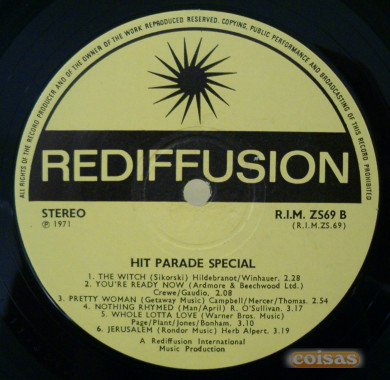 ALL RIGHTS OF THE RECORD PRODUCER AND OF THE OWNER OF THE WORK REPRODUCED RESERVED. COPYING, PUBLIC PERFORMANCE AND BROADCASTING OF THIS RECORD PROHIBITED
REDIFFUSION
STEREO R.I.M. ZS69 B
Ⓟ 1971 (R.I.M. ZS.69)
HIT PARADE SPECIAL
1. THE WITCH (Sikorski) Hildebranot/Winhauer. 2.28
2. YOU'RE READY NOW (Ardmore & Beechwood Ltd.)
Crewe/Gaudio. 2.08
3. PRETTY WOMAN (Getaway Music) Campbell/Mercer/Thomas. 2.54
4. NOTHING RHYMED (Man/April) R. O'Sullivan. 3.19
5. WHOLE LOTTA LOVE (Warner Bros. Music)
Page/Plant/Jones/Bonham. 3.10
6. JERUSALEM (Rondor Music) Herb Alpert. 3.19
A Rediffusion International
Music Production
coisas